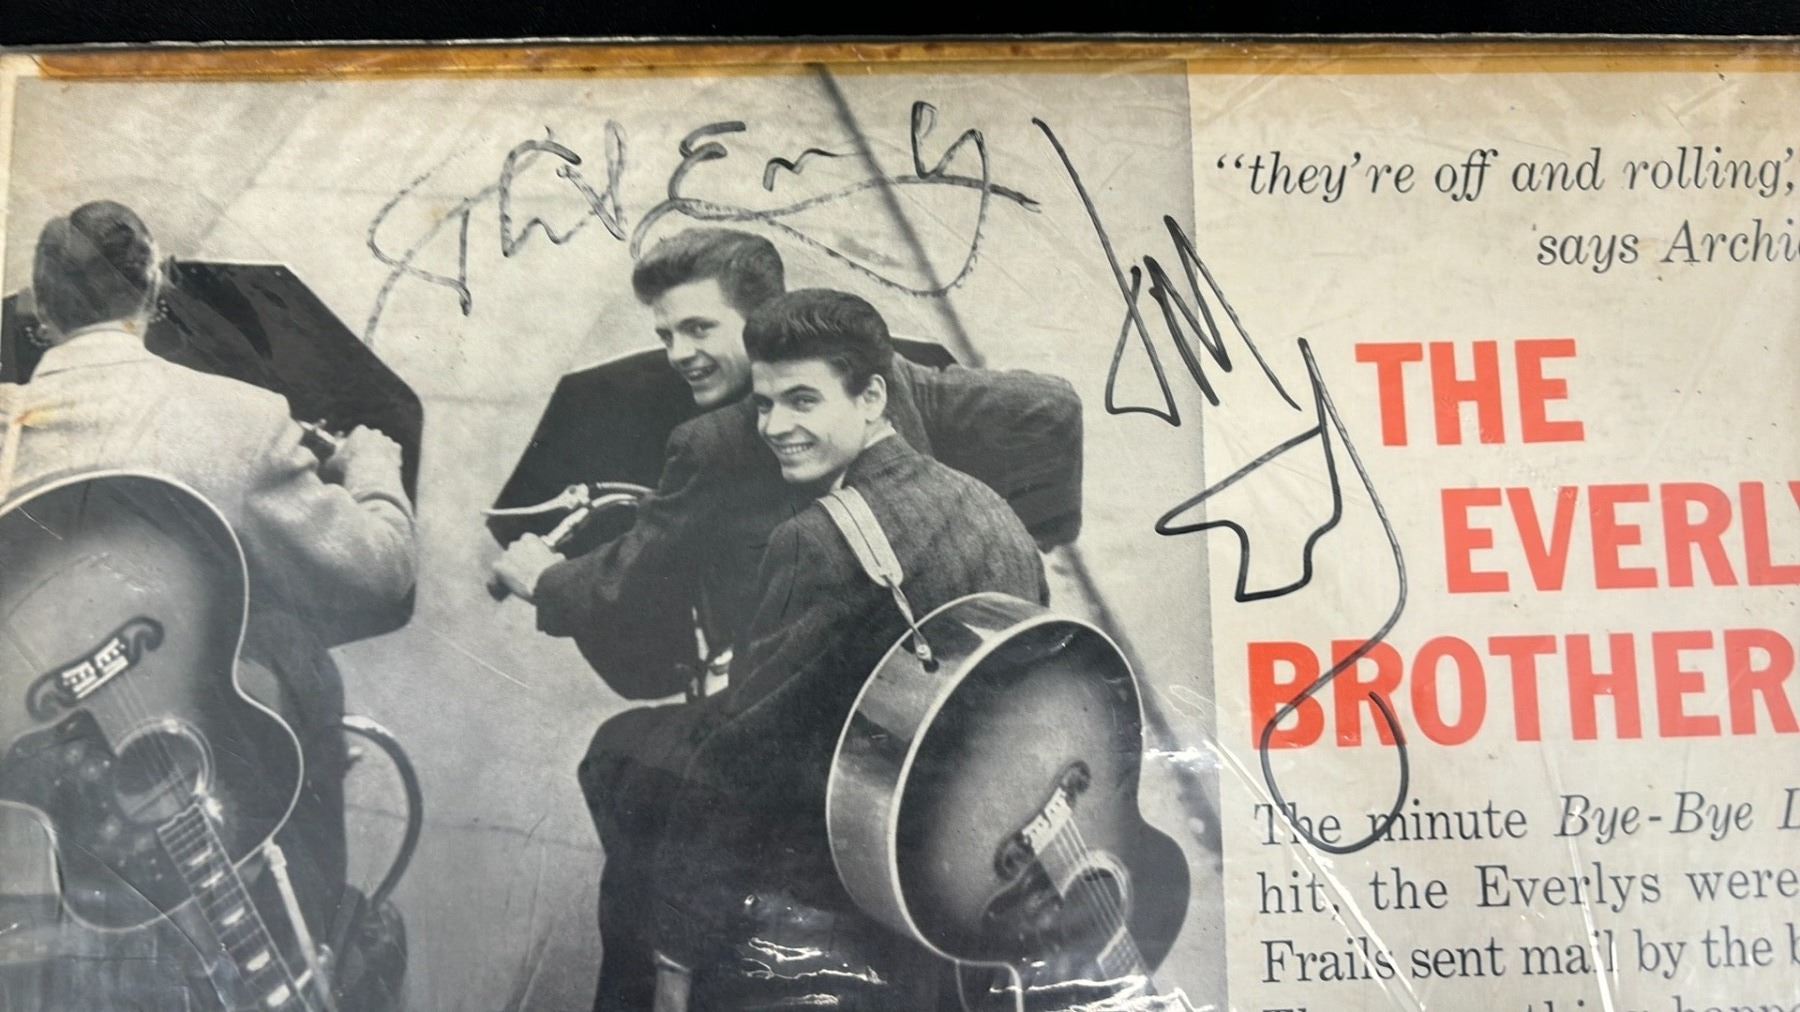 “they’re off and rolling,”
says Archi
THE
EVERLY
BROTHER
The minute Bye-Bye L
hit, the Everlys were
Frails sent mail by the b